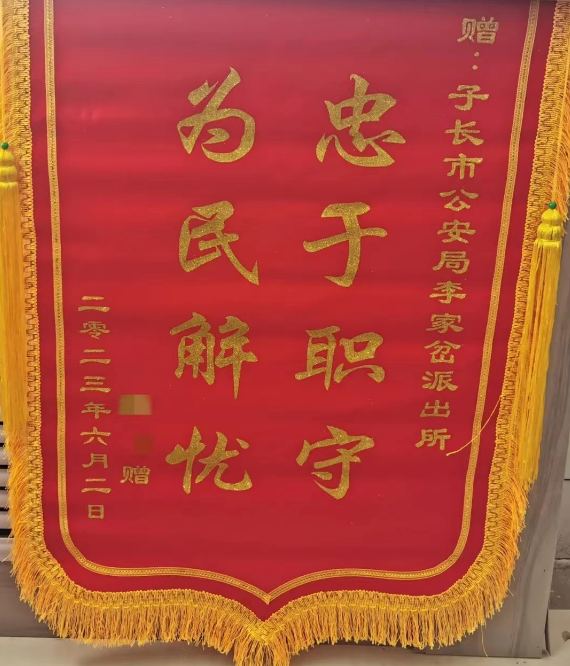 赠：子长市公安局李家岔派出所
忠于职守
为民解忧
赠
二零二三年六月二日